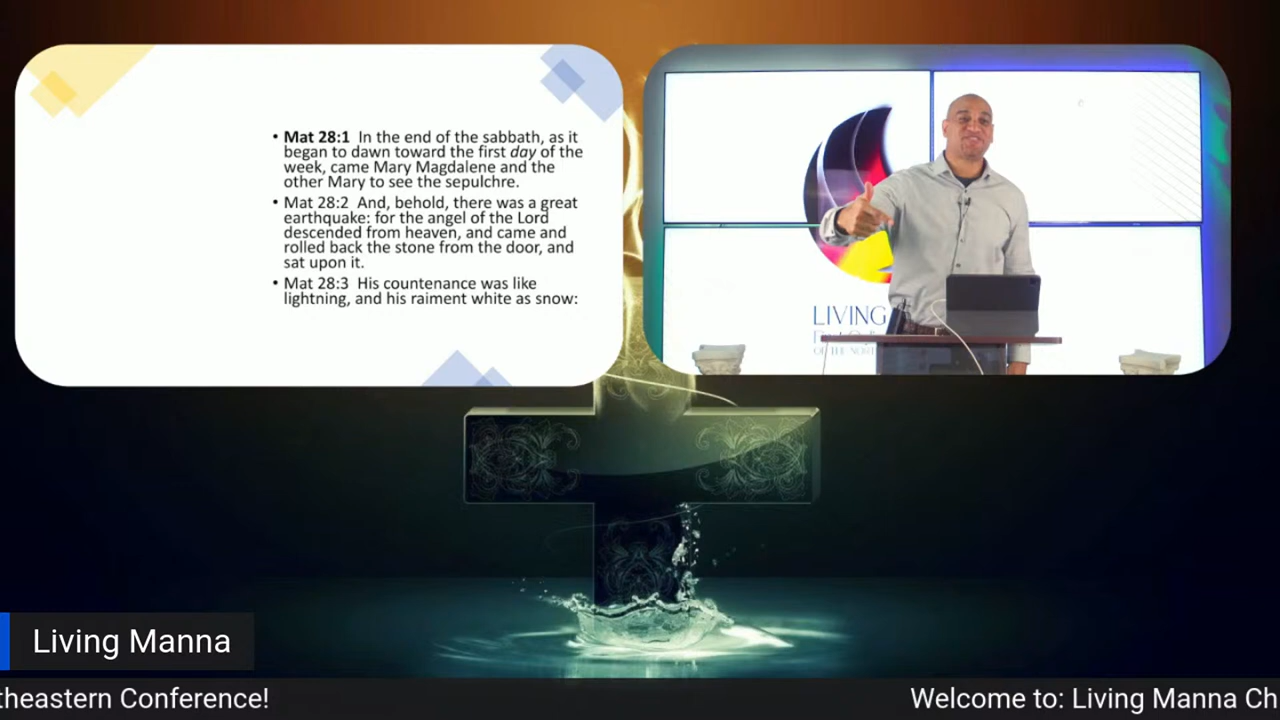 • Mat 28:1 In the end of the sabbath, as it
began to dawn toward the first day of the
week, came Mary Magdalene and the
other Mary to see the sepulchre.
• Mat 28:2 And, behold, there was a great
earthquake: for the angel of the Lord
descended from heaven, and came and
rolled back the stone from the door, and
sat upon it.
• Mat 28:3 His countenance was like
lightning, and his raiment white as snow:
LIVING
OF THE
Living Manna
theastern Conference!
Welcome to: Living Manna Ch